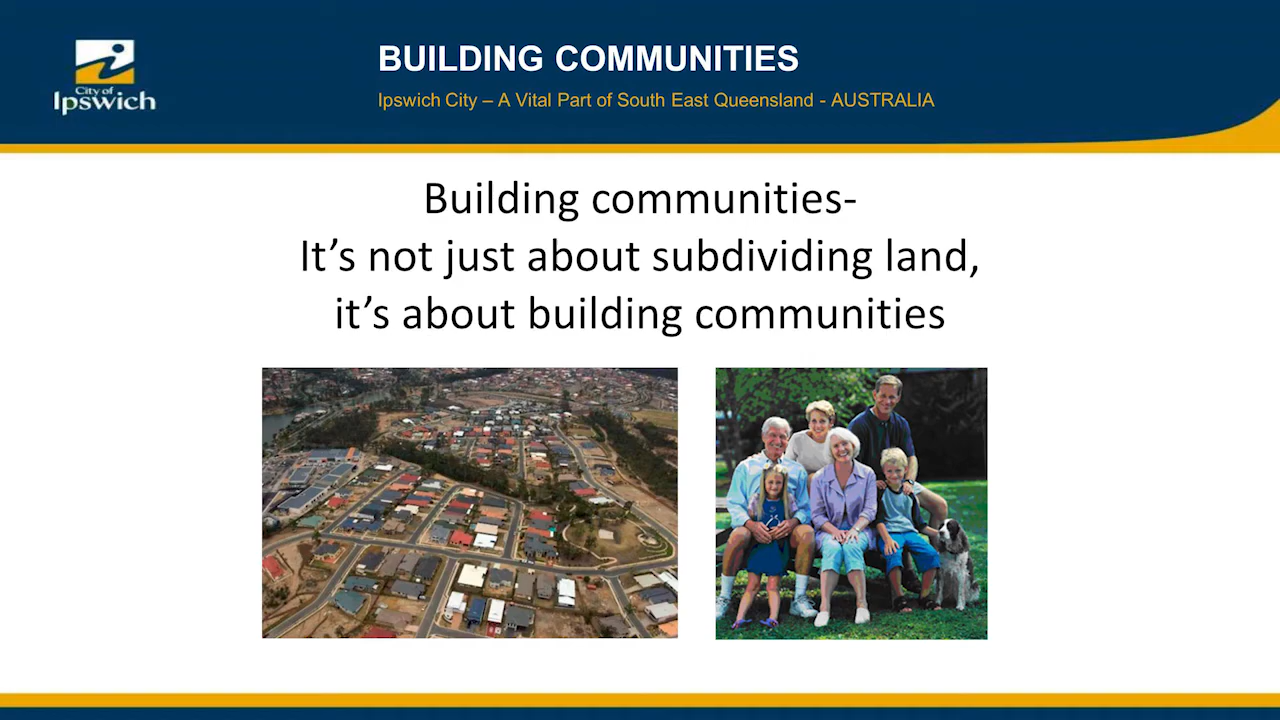 City of
Ipswich
BUILDING COMMUNITIES
Ipswich City – A Vital Part of South East Queensland - AUSTRALIA
Building communities-
It’s not just about subdividing land,
it’s about building communities